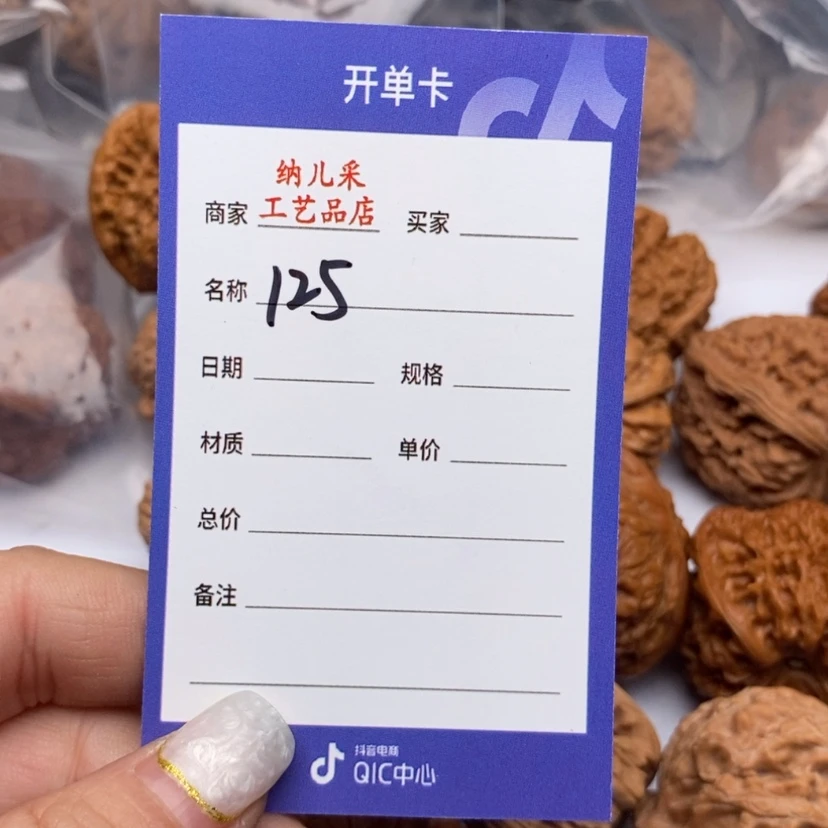 开单卡
纳儿采
商家 工艺品店 买家
名称 125
日期 规格
材质 单价
总价
备注
抖音电商
QIC中心